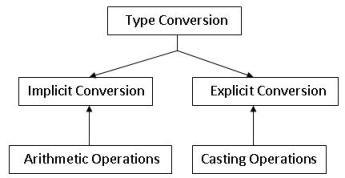 Type Conversion
Implicit Conversion
Explicit Conversion
Arithmetic Operations
Casting Operations